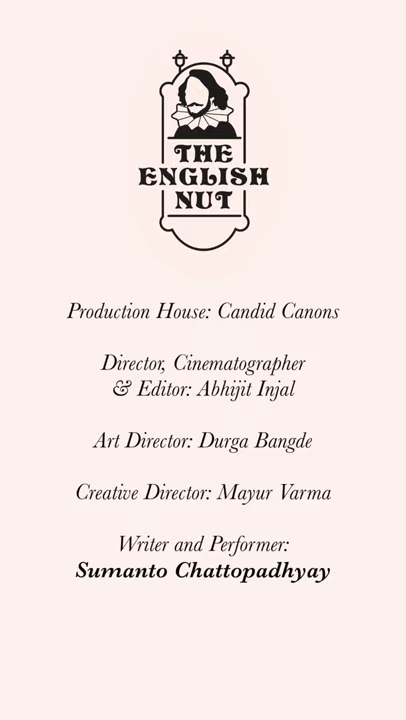 THE
ENGLISH
NUT
Production House: Candid Canons
Director, Cinematographer
& Editor: Abhijit Injal
Art Director: Durga Bangde
Creative Director: Mayur Varma
Writer and Performer:
Sumanto Chattopadhyay